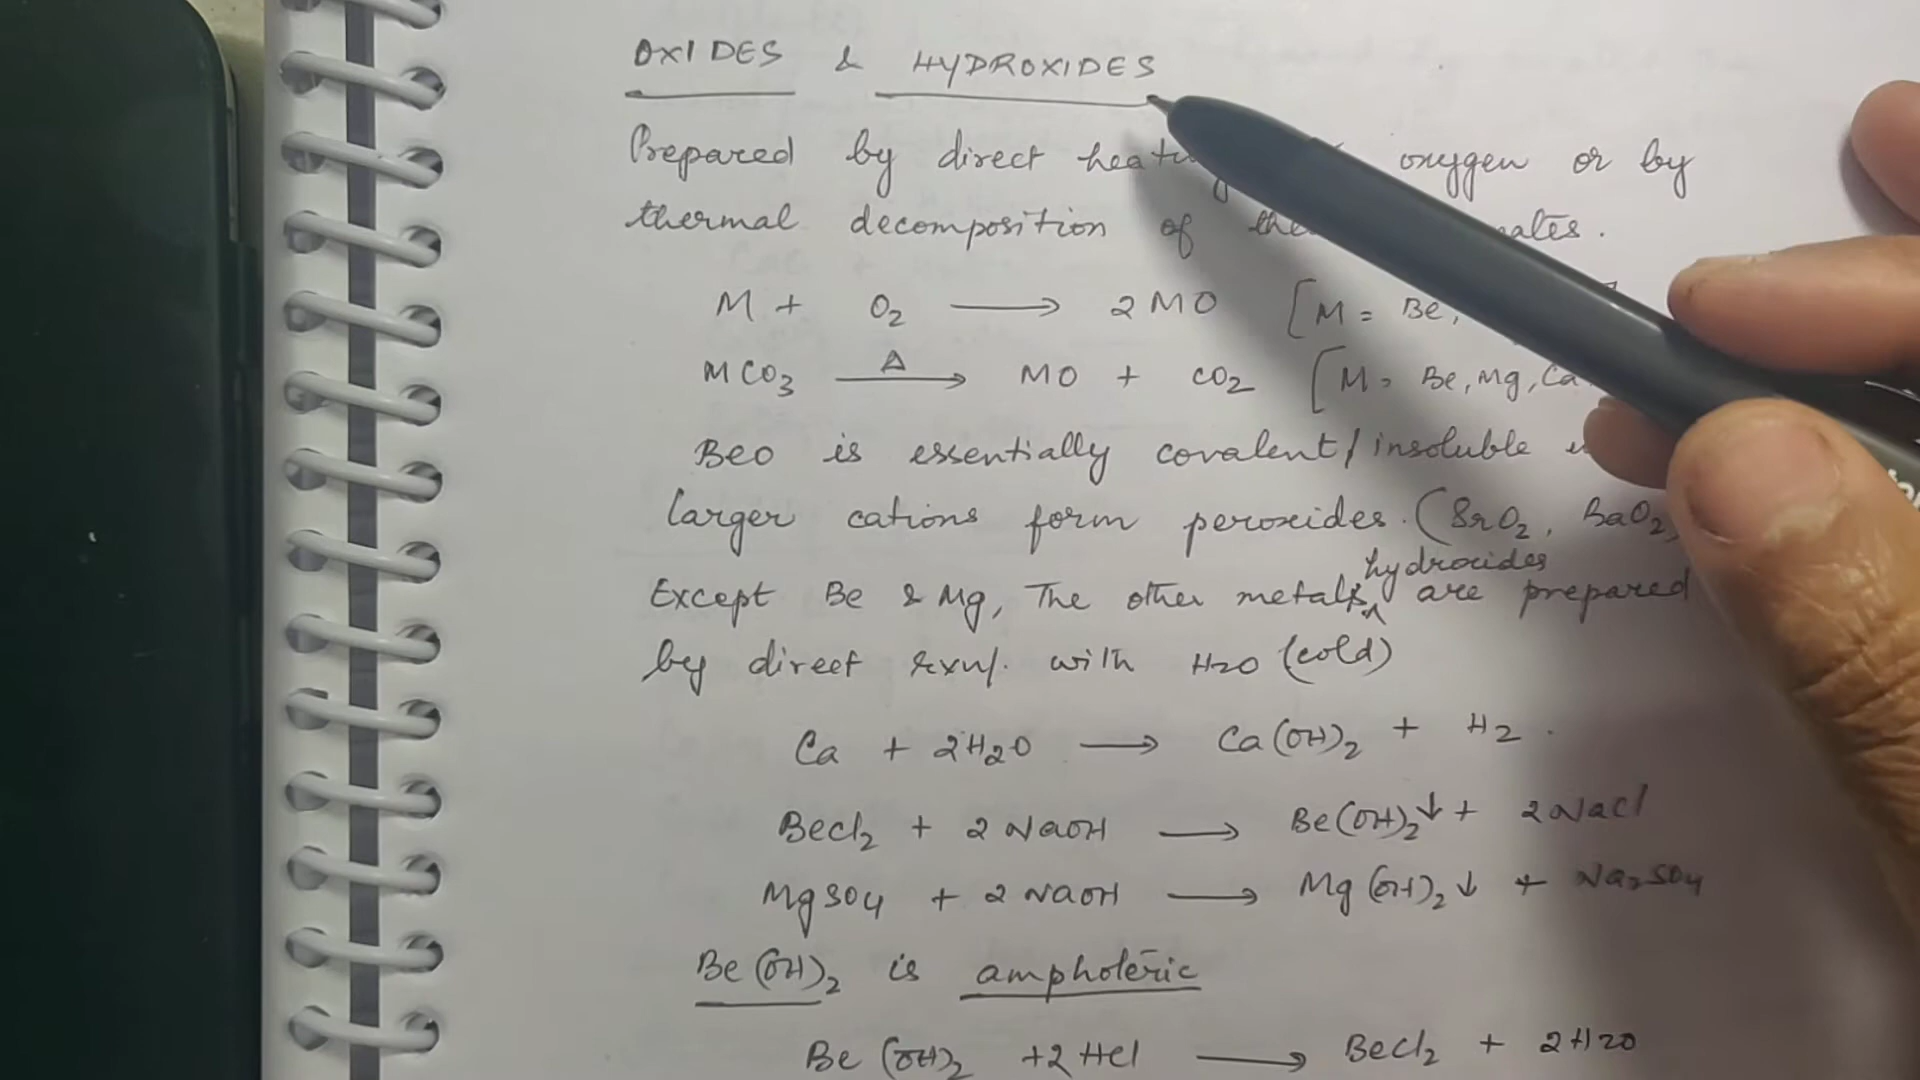 OXIDES & HYDROXIDES
Prepared by direct oxygen or by
thermal decomposition of
M + O2 ⟶ 2MO [M = Be,
MCO3 ⟶Δ MO + CO2 [M = Be, Mg, Ca
BeO is essentially covalent/insoluble
larger cations form peroxides. (SrO2, BaO2,
hydroxides
Except Be & Mg, The other metals ^ are prepared
by direct rxn/. with H2O (cold)
Ca + 2H2O ⟶ Ca(OH)2 + H2.
BeCl2 + 2NaOH ⟶ Be(OH)2↓ + 2NaCl
MgSO4 + 2NaOH ⟶ Mg(OH)2↓ + Na2SO4
Be(OH)2 is amphoteric
Be(OH)2 + 2HCl ⟶ BeCl2 + 2H2O